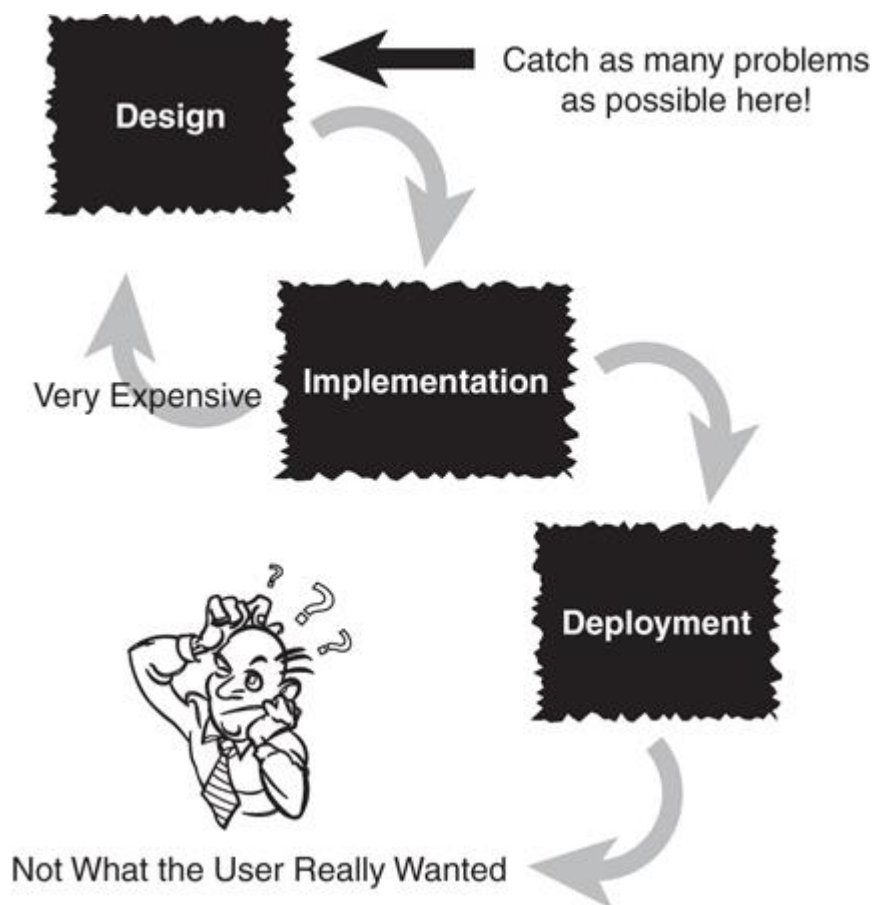 Design
Catch as many problems
as possible here!
Very Expensive
Implementation
Deployment
? ? ?
Not What the User Really Wanted